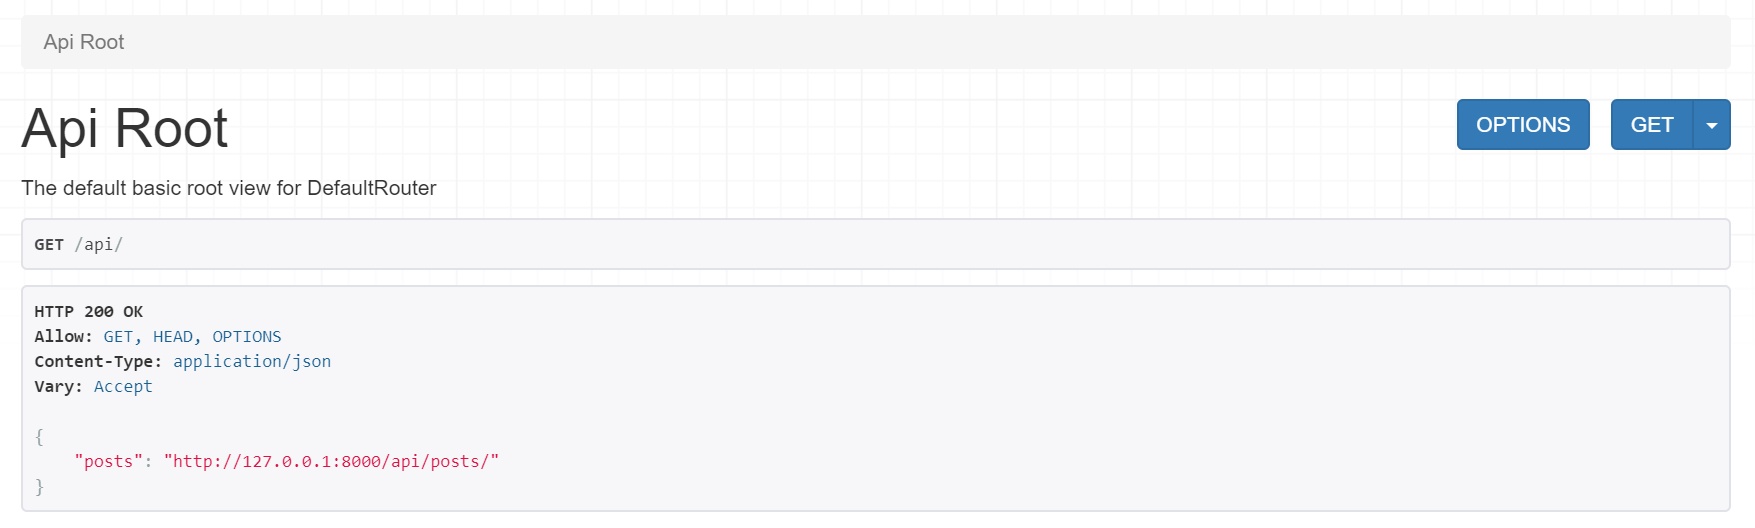 Api Root
Api Root
OPTIONS
GET
The default basic root view for DefaultRouter
GET /api/
HTTP 200 OK
Allow: GET, HEAD, OPTIONS
Content-Type: application/json
Vary: Accept
{
    "posts": "http://127.0.0.1:8000/api/posts/"
}